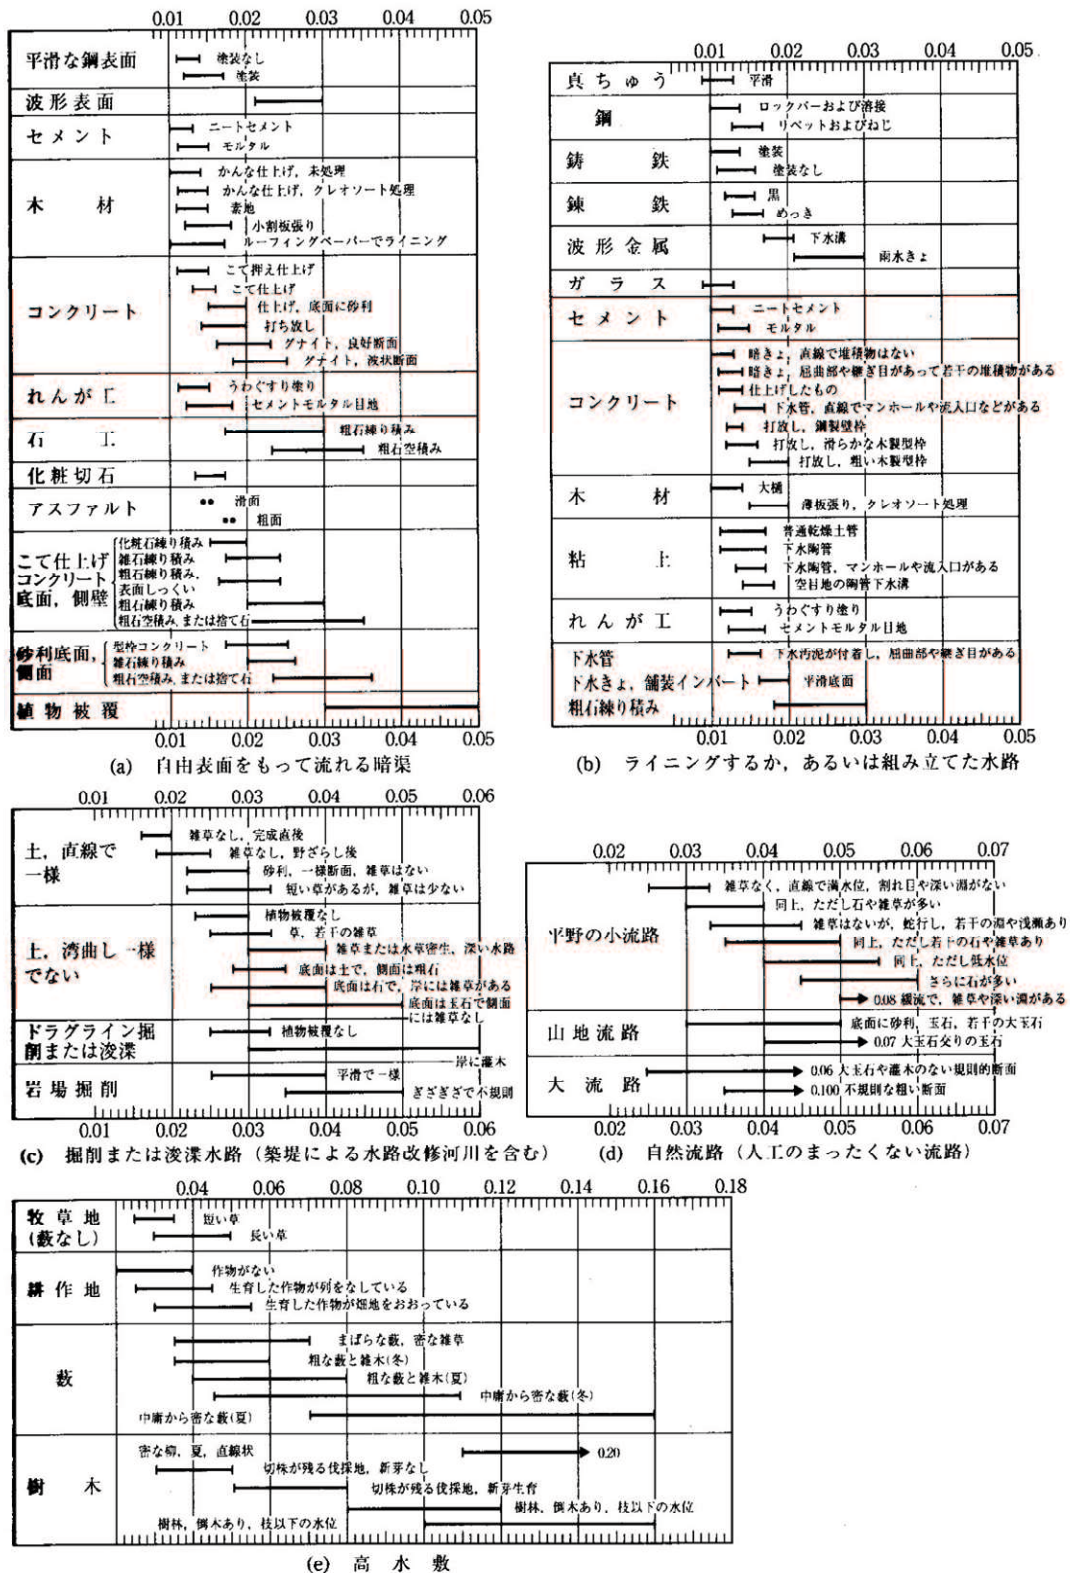 0.01 0.02 0.03 0.04 0.05
平滑な鋼表面
塗装なし
塗装
波形表面
セメント
ニートセメント
モルタル
木材
かんな仕上げ，未処理
かんな仕上げ，クレオソート処理
素地
小割板張り
ルーフィングペーパーでライニング
コンクリート
こて押え仕上げ
こて仕上げ
仕上げ，底面に砂利
打ち放し
グナイト，良好断面
グナイト，波状断面
れんが工
うわぐすり塗り
セメントモルタル目地
石工
粗石練り積み
粗石空積み
化粧切石
アスファルト
滑面
粗面
こて仕上げ
コンクリート
底面，側壁
化粧石練り積み
雑石練り積み
粗石練り積み，
表面しっくい
粗石練り積み
粗石空積み，または捨て石
砂利底面，
側面
型枠コンクリート
雑石練り積み
粗石空積み，または捨て石
植物被覆
0.01 0.02 0.03 0.04 0.05
(a) 自由表面をもって流れる暗渠
0.01 0.02 0.03 0.04 0.05
真ちゅう
平滑
鋼
ロックバーおよび溶接
リベットおよびねじ
鋳鉄
塗装
塗装なし
錬鉄
黒
めっき
波形金属
下水溝
雨水きょ
ガラス
セメント
ニートセメント
モルタル
コンクリート
暗きょ，直線で堆積物はない
暗きょ，屈曲部や継ぎ目があって若干の堆積物がある
仕上げしたもの
下水管，直線でマンホールや流入口などがある
打放し，鋼製型枠
打放し，滑らかな木製型枠
打放し，粗い木製型枠
木材
大樋
薄板張り，クレオソート処理
粘土
普通乾燥土管
下水陶管
下水陶管，マンホールや流入口がある
空目地の陶管下水溝
れんが工
うわぐすり塗り
セメントモルタル目地
下水管
下水汚泥が付着し，屈曲部や継ぎ目がある
下水きょ，舗装インバート
平滑底面
粗石練り積み
0.01 0.02 0.03 0.04 0.05
(b) ライニングするか，あるいは組み立てた水路
0.01 0.02 0.03 0.04 0.05 0.06
土，直線で
一様
雑草なし，完成直後
雑草なし，野ざらし後
砂利，一様断面，雑草はない
短い草があるが，雑草は少ない
土，湾曲し一様
でない
植物被覆なし
草，若干の雑草
雑草または水草密生，深い水路
底面は土で，側面は粗石
底面は石で，岸には雑草がある
底面は玉石で側面
には雑草なし
ドラグライン掘
削または浚渫
植物被覆なし
岸に灌木
岩場掘削
平滑で一様
ぎざぎざで不規則
0.01 0.02 0.03 0.04 0.05 0.06
(c) 掘削または浚渫水路（築堤による水路改修河川を含む）
0.02 0.03 0.04 0.05 0.06 0.07
平野の小流路
雑草なく，直線で満水位，割れ目や深い淵がない
同上，ただし石や雑草が多い
雑草はないが，蛇行し，若干の淵や浅瀬あり
同上，ただし若干の石や雑草あり
同上，ただし低水位
さらに石が多い
0.08 緩流で，雑草や深い淵がある
山地流路
底面に砂利，玉石，若干の大玉石
0.07 大玉石交りの玉石
大流路
0.06 大玉石や灌木のない規則的断面
0.100 不規則な粗い断面
0.02 0.03 0.04 0.05 0.06 0.07
(d) 自然流路（人工のまったくない流路）
0.04 0.06 0.08 0.10 0.12 0.14 0.16 0.18
牧草地
(藪なし)
短い草
長い草
耕作地
作物がない
生育した作物が列をなしている
生育した作物が畑地をおおっている
藪
まばらな藪，密な雑草
粗な藪と雑木(冬)
粗な藪と雑木(夏)
中庸から密な藪(冬)
中庸から密な藪(夏)
樹木
密な柳，夏，直線状
0.20
切株が残る伐採地，新芽なし
切株が残る伐採地，新芽生育
樹林，倒木あり，枝以下の水位
樹林，倒木あり，枝以下の水位
(e) 高水敷